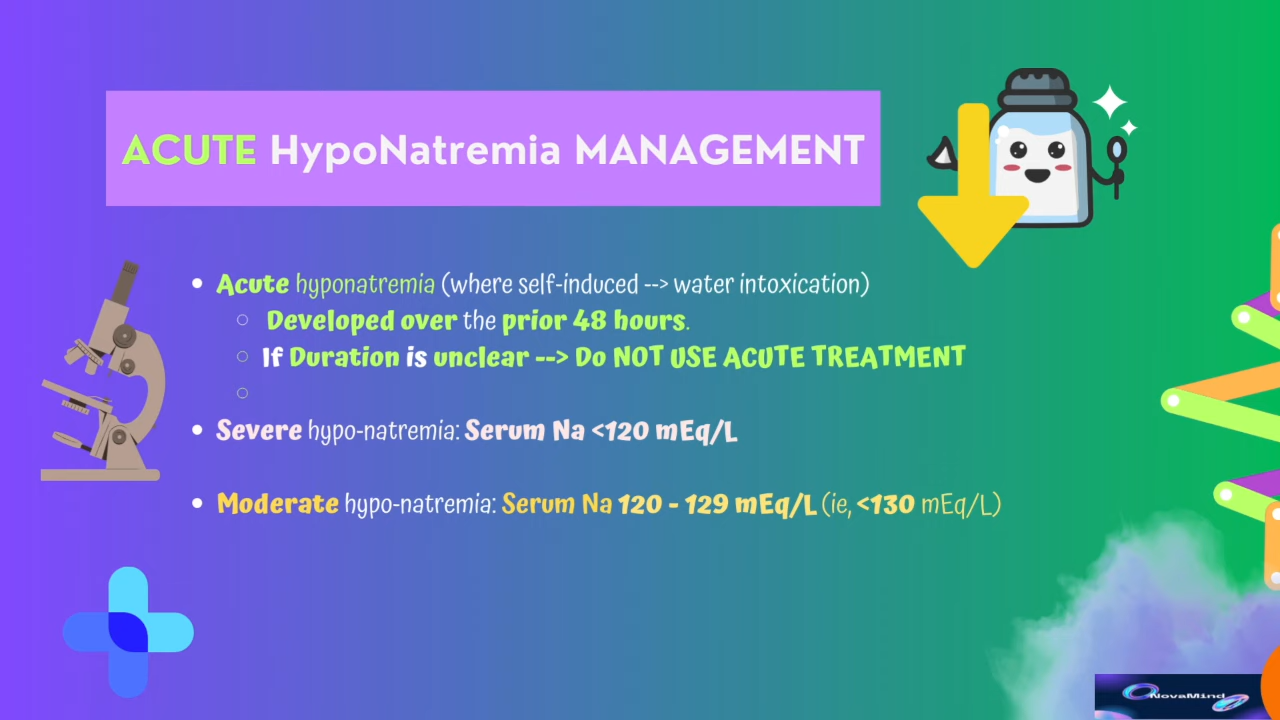 ACUTE HypoNatremia MANAGEMENT
Acute hyponatremia (where self-induced --> water intoxication)
Developed over the prior 48 hours.
If Duration is unclear --> Do NOT USE ACUTE TREATMENT
Severe hypo-natremia: Serum Na <120 mEq/L
Moderate hypo-natremia: Serum Na 120 - 129 mEq/L (ie, <130 mEq/L)
NovaMind